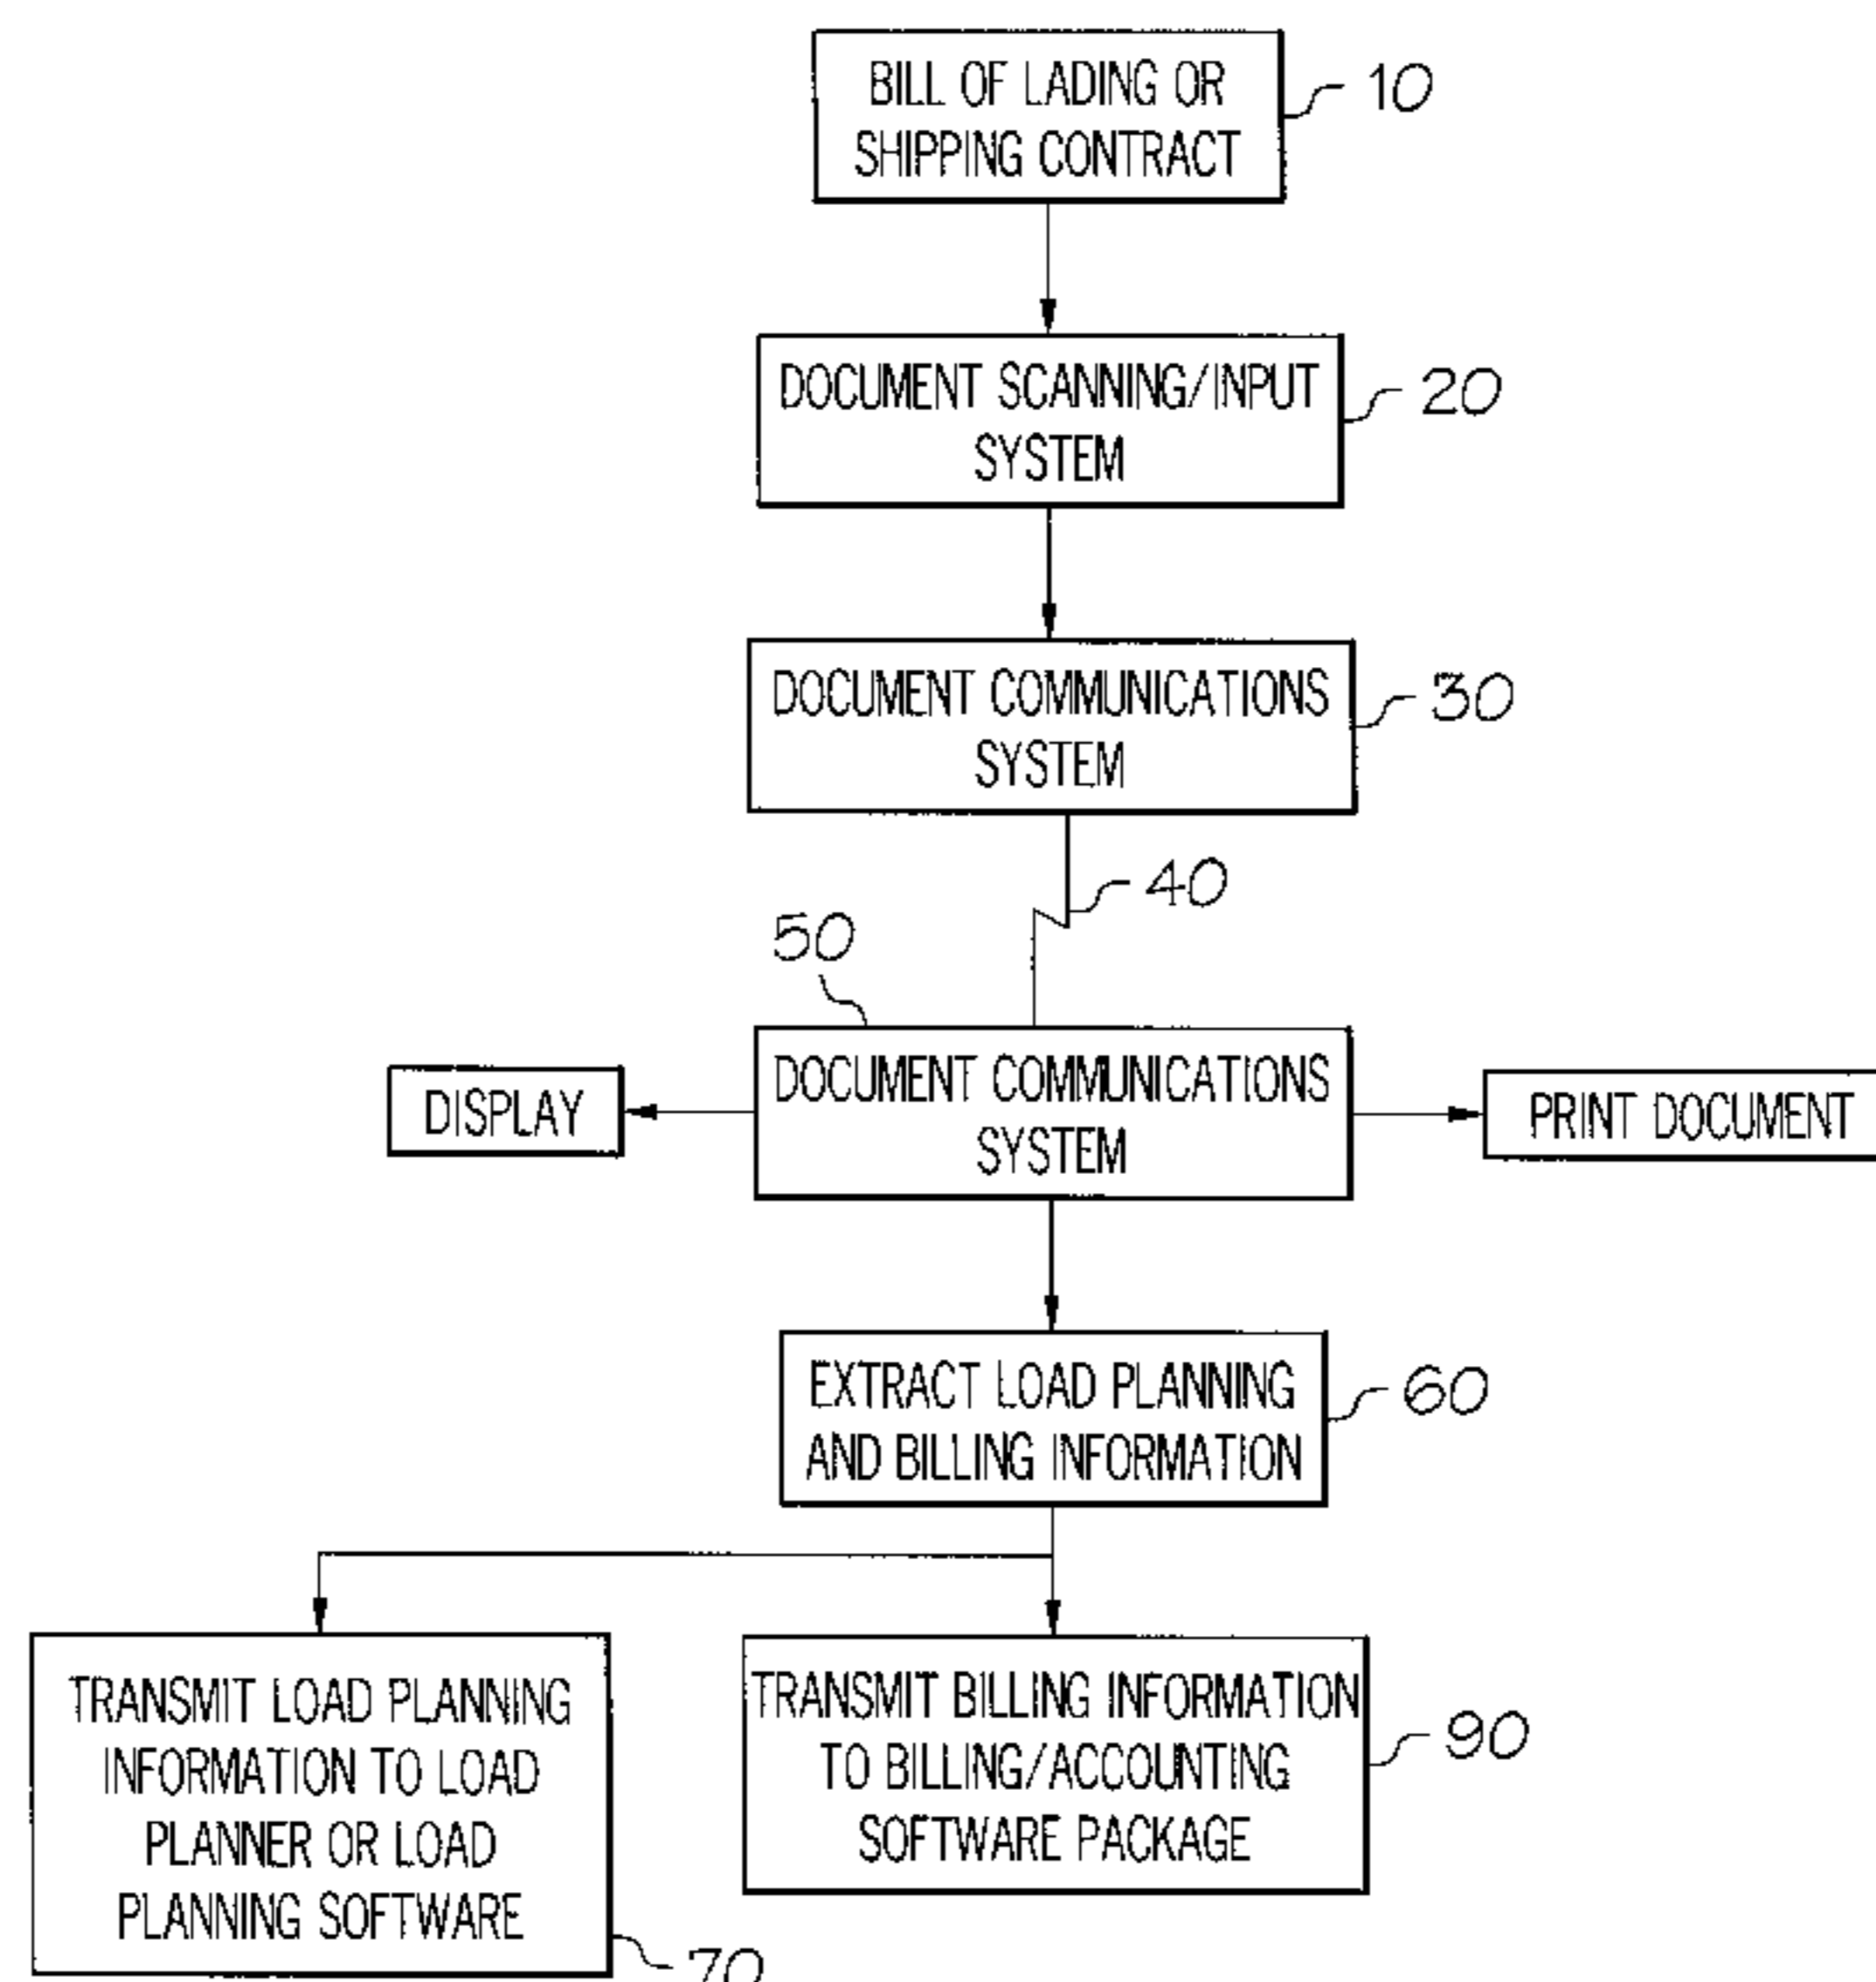 BILL OF LADING OR
SHIPPING CONTRACT
10
DOCUMENT SCANNING/INPUT
SYSTEM
20
DOCUMENT COMMUNICATIONS
SYSTEM
30
40
50
DISPLAY
DOCUMENT COMMUNICATIONS
SYSTEM
PRINT DOCUMENT
EXTRACT LOAD PLANNING
AND BILLING INFORMATION
60
TRANSMIT LOAD PLANNING
INFORMATION TO LOAD
PLANNER OR LOAD
PLANNING SOFTWARE
70
TRANSMIT BILLING INFORMATION
TO BILLING/ACCOUNTING
SOFTWARE PACKAGE
90